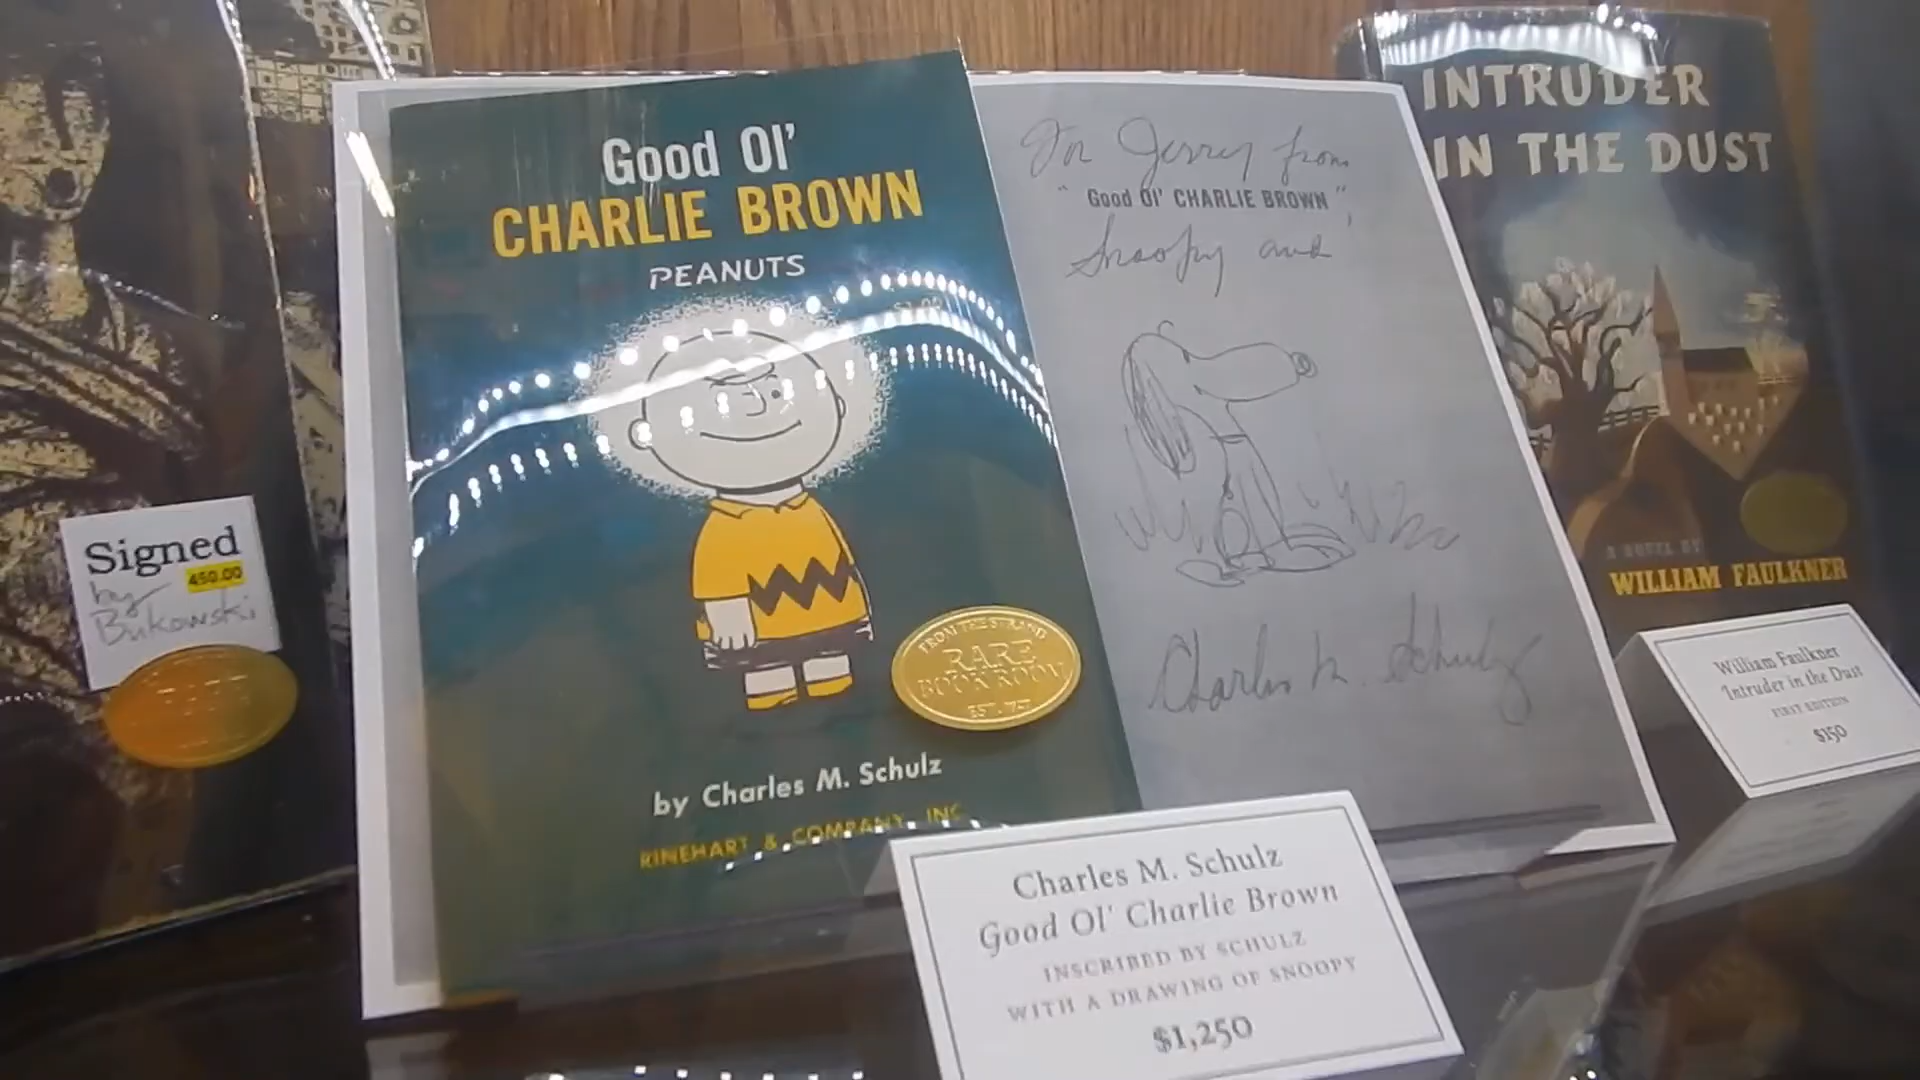 Signed
450.00
by
Bukowski
Good Ol'
CHARLIE BROWN
PEANUTS
FROM THE STRAND
RARE
BOOK ROOM
by Charles M. Schulz
RINEHART & COMPANY, INC.
For Jerry from
"Good Ol' CHARLIE BROWN",
Snoopy and
Charles M. Schulz
Charles M. Schulz
Good Ol' Charlie Brown
INSCRIBED BY SCHULZ
WITH A DRAWING OF SNOOPY
$1,250
INTRUDER
IN THE DUST
A NOVEL BY
WILLIAM FAULKNER
William Faulkner
Intruder in the Dust
FIRST EDITION
$150